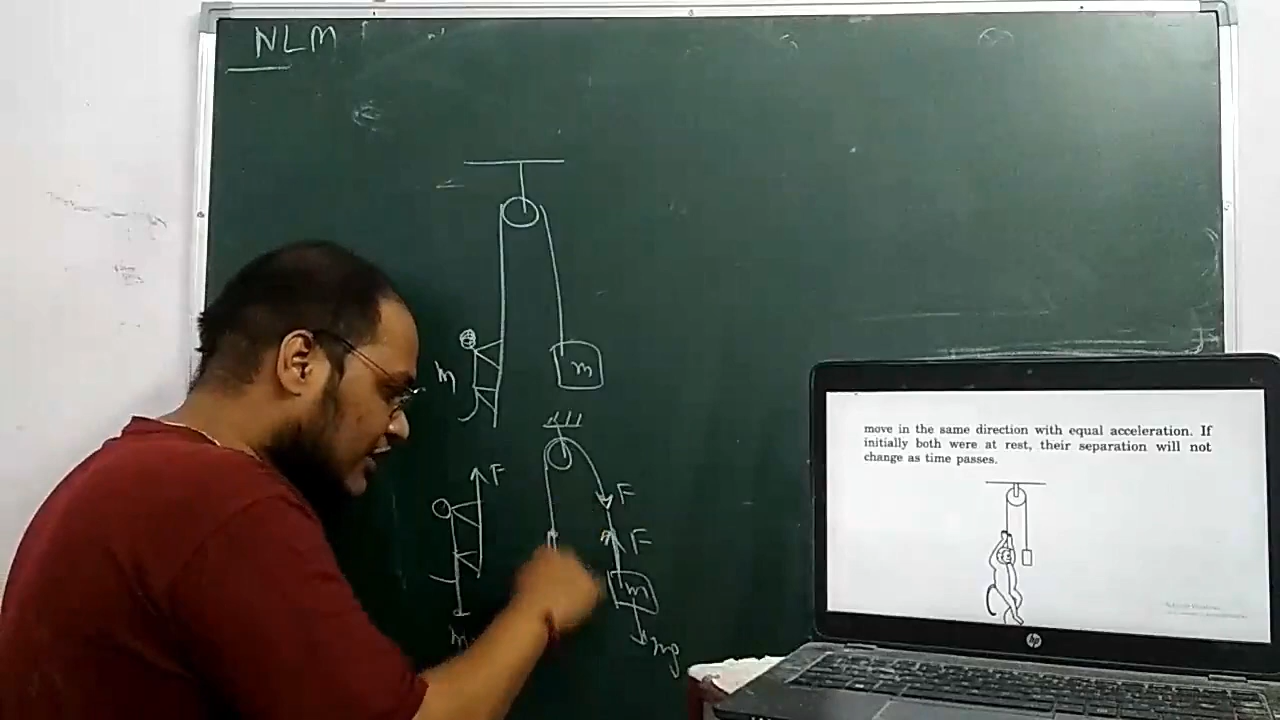 NLM
m
m
F
F
F
m
mg
move in the same direction with equal acceleration. If
initially both were at rest, their separation will not
change as time passes.
hp